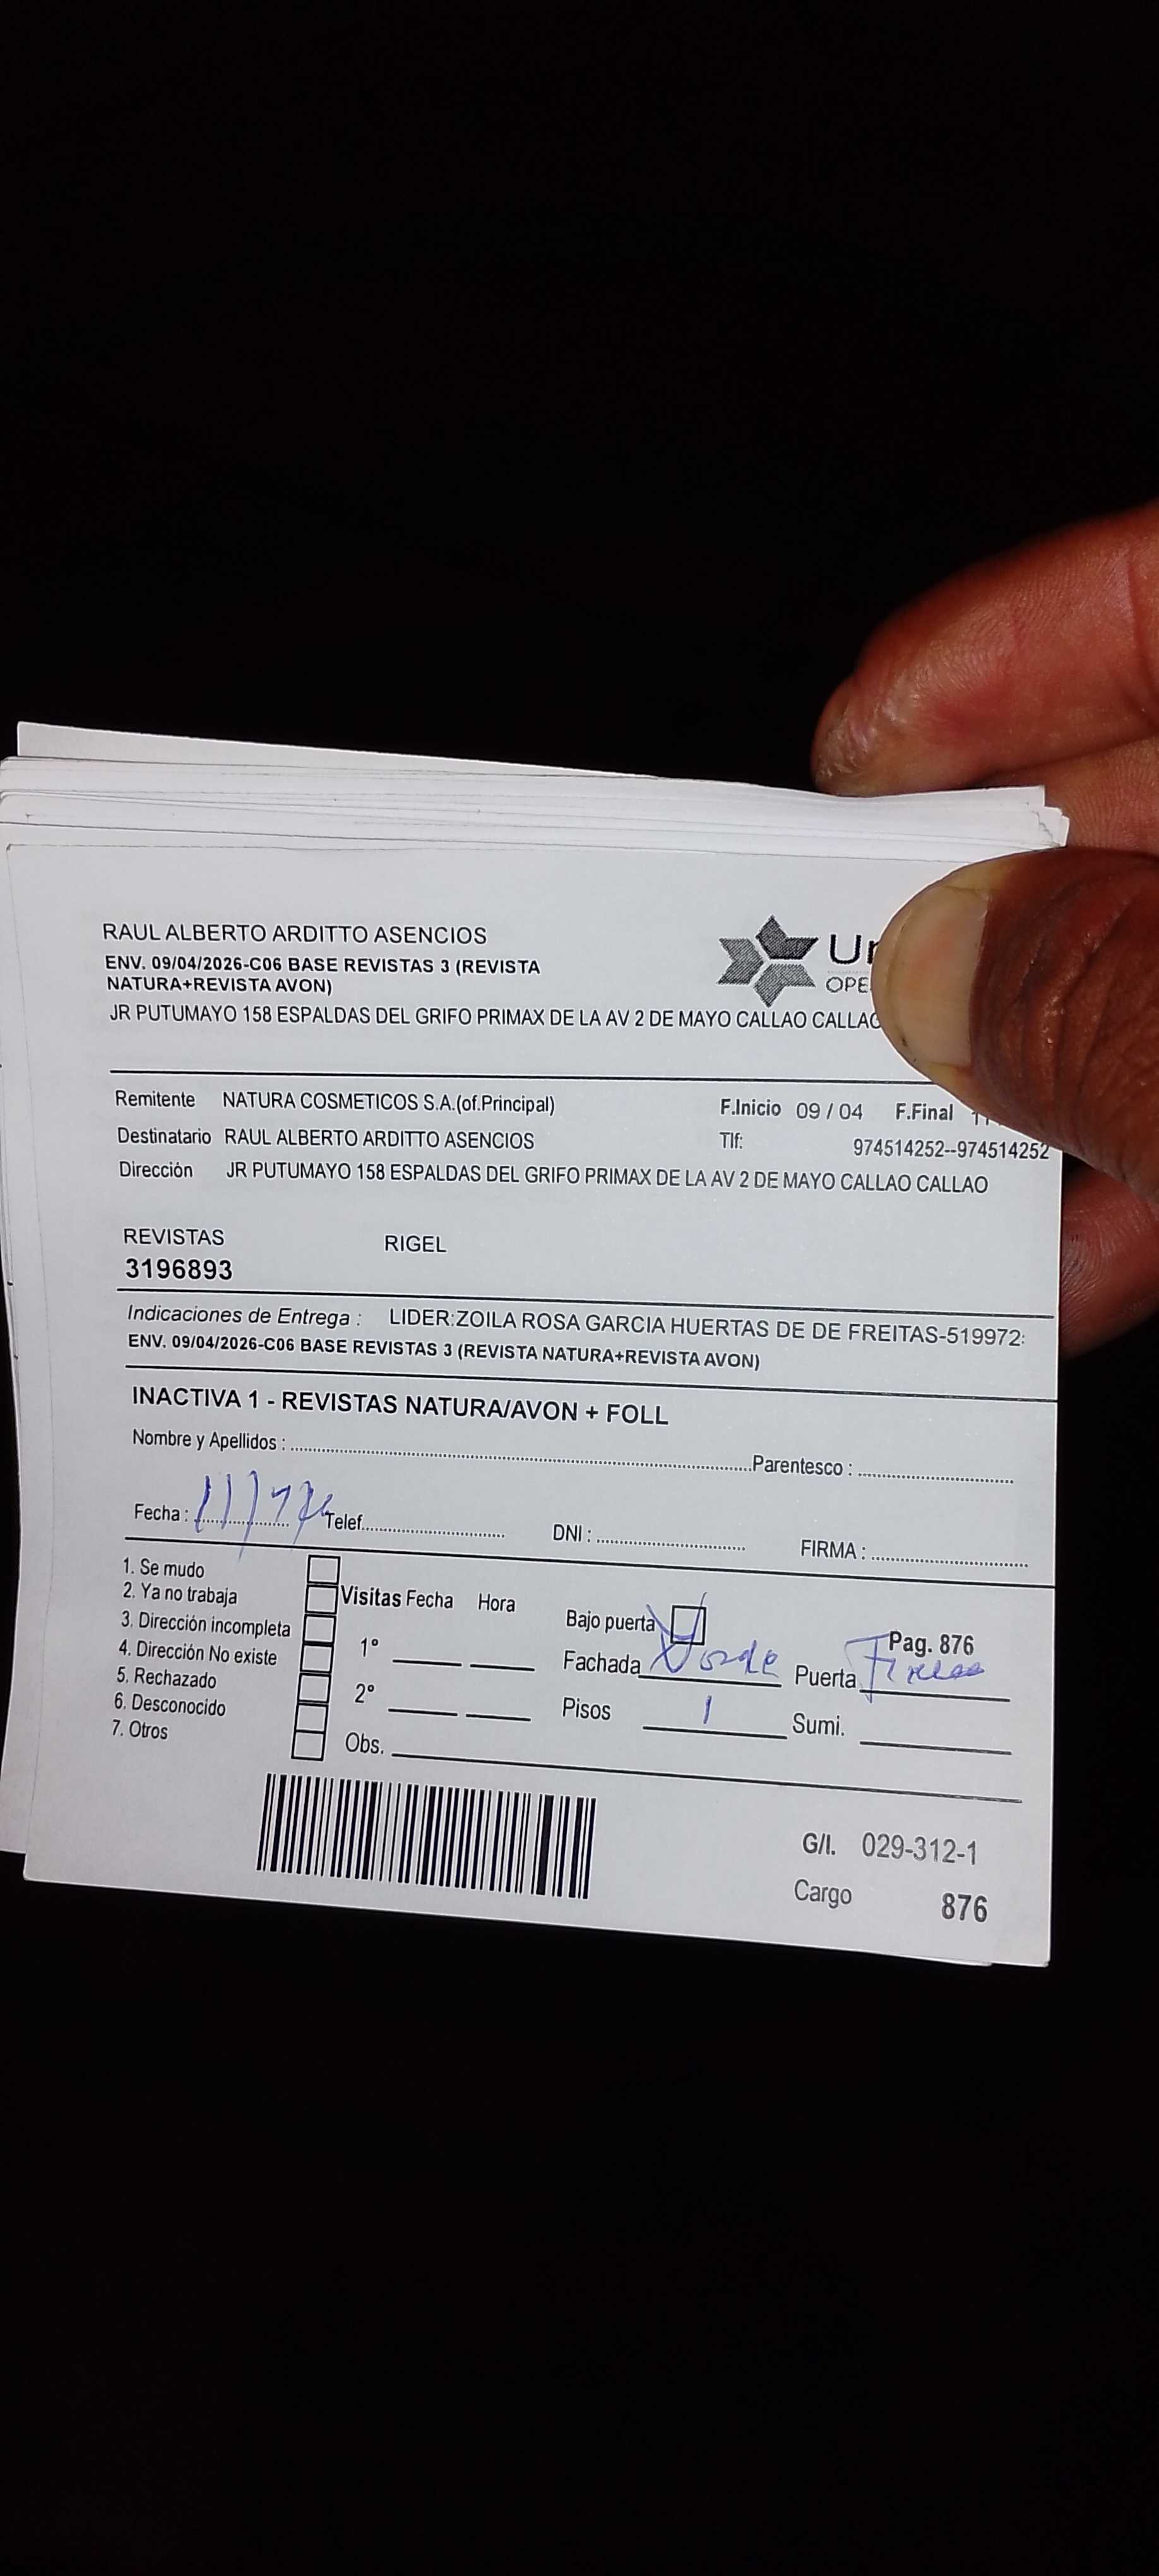 RAUL ALBERTO ARDITTO ASENCIOS
ENV. 09/04/2026-C06 BASE REVISTAS 3 (REVISTA
NATURA+REVISTA AVON)
JR PUTUMAYO 158 ESPALDAS DEL GRIFO PRIMAX DE LA AV 2 DE MAYO CALLAO
Remitente NATURA COSMETICOS S.A.(of.Principal) F.Inicio 09 / 04 F.Final
Destinatario RAUL ALBERTO ARDITTO ASENCIOS Tlf: 974514252--974514252
Dirección JR PUTUMAYO 158 ESPALDAS DEL GRIFO PRIMAX DE LA AV 2 DE MAYO CALLAO CALLAO
REVISTAS RIGEL
3196893
Indicaciones de Entrega : LIDER:ZOILA ROSA GARCIA HUERTAS DE DE FREITAS-519972:
ENV. 09/04/2026-C06 BASE REVISTAS 3 (REVISTA NATURA+REVISTA AVON)
INACTIVA 1 - REVISTAS NATURA/AVON + FOLL
Nombre y Apellidos : Parentesco :
Fecha : Telef. DNI : FIRMA :
1. Se mudo
2. Ya no trabaja
3. Dirección incompleta
4. Dirección No existe
5. Rechazado
6. Desconocido
7. Otros
Visitas Fecha Hora
1°
2°
Obs.
Bajo puerta
Fachada
Pisos 1
Pag. 876
Puerta
Sumi.
G/I. 029-312-1
Cargo 876